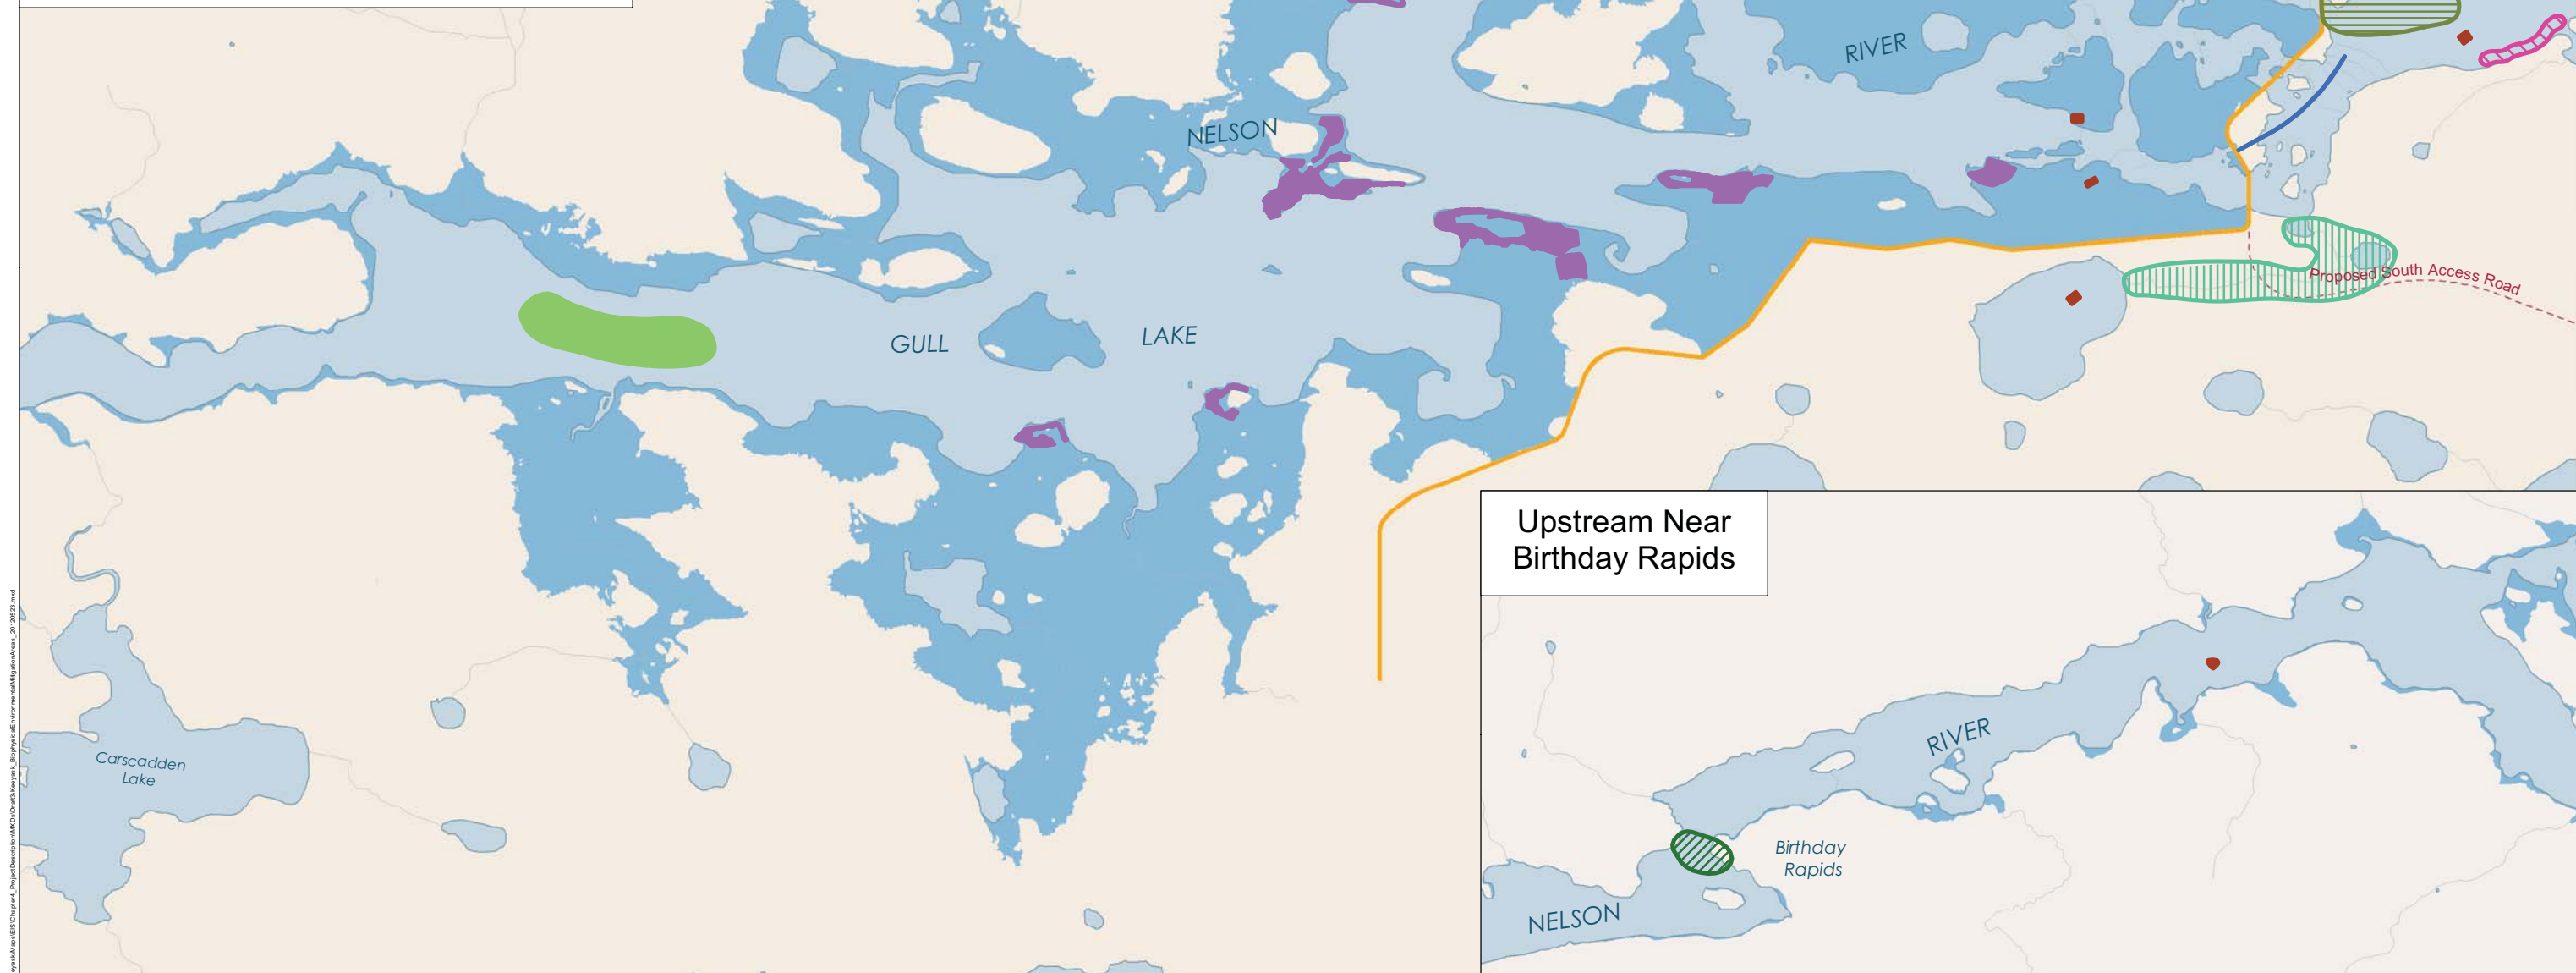 RIVER
NELSON
Proposed South Access Road
GULL
LAKE
Upstream Near
Birthday Rapids
RIVER
Carscadden
Lake
Birthday
Rapids
NELSON